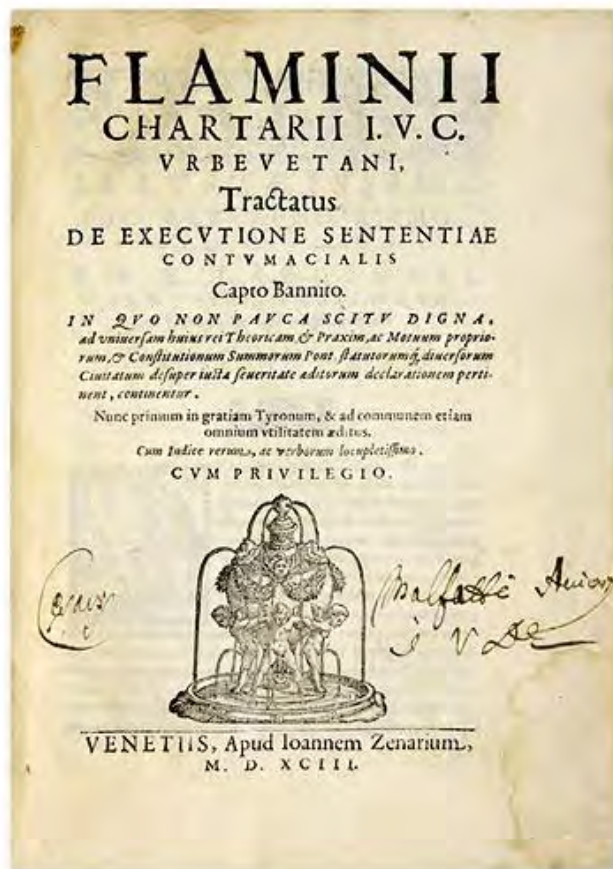 FLAMINII
CHARTARII I. V. C.
VRBEVETANI,
Tractatus.
DE EXECVTIONE SENTENTIAE
CONTVMACIALIS
Capto Bannito.
IN QVO NON PAVCA SCITV DIGNA,
ad vniuersam huius rei Theoricam, & Praxim, ac Motuum proprio-
rum, & Constitutionum Summorum Pont. statutorumq́; diuersorum
Ciuitatum desuper iusta seueritate aditorum declarationem perti-
nent, continentur.
Nunc primum in gratiam Tyronum, & ad communem etiam
omnium vtilitatem æditus.
Cum Indice rerum, ac verborum locupletissimo.
CVM PRIVILEGIO.
VENETIIS, Apud Ioannem Zenarium,
M. D. XCIII.